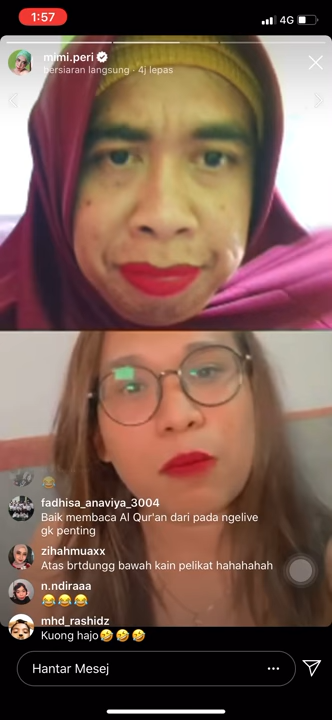 1:57
4G
mimi.peri
bersiaran langsung · 4j lepas
fadhisa_anaviya_3004
Baik membaca Al Qur'an dari pada ngelive
gk penting
zihahmuaxx
Atas brtdungg bawah kain pelikat hahahahah
n.ndiraaa
😂😂😂
mhd_rashidz
Kuong hajo🤣🤣🤣
Hantar Mesej